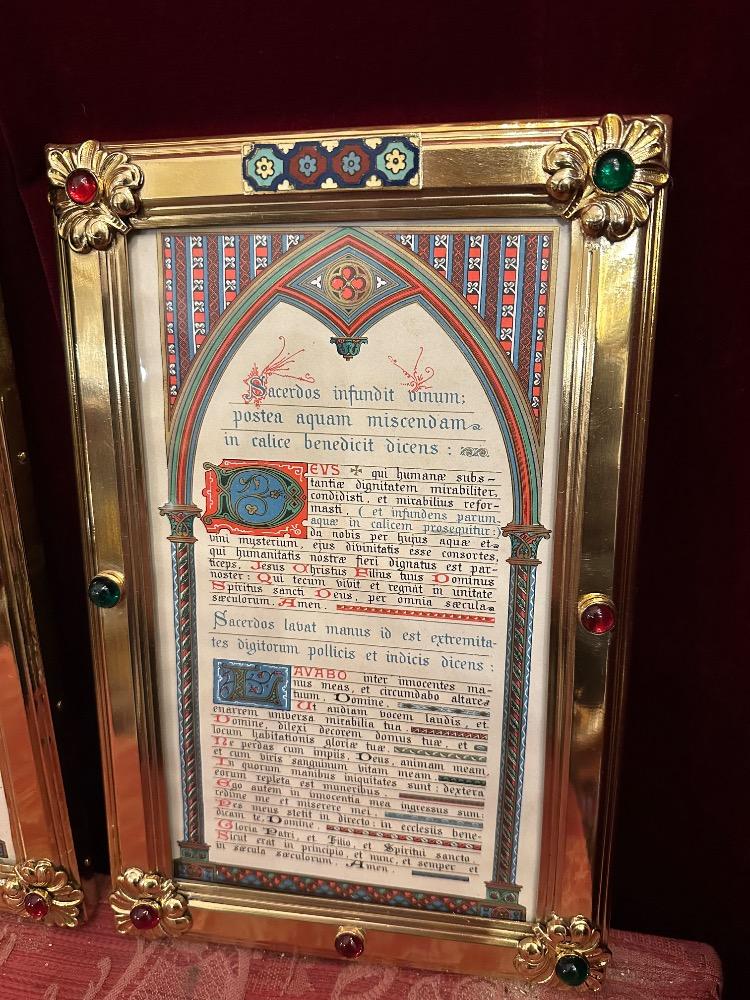 Sacerdos infundit vinum;
postea aquam miscendam
in calice benedicit dicens :
DEVS ✠ qui humanæ subs-
tantiæ dignitatem mirabiliter,
condidisti, et mirabilius refor-
masti, ( et infundens parum
aquæ in calicem prosequitur:)
da nobis per hujus aquæ et
vini mysterium, ejus divinitatis esse consortes,
qui humanitatis nostræ fieri dignatus est par-
ticeps, Jesus Christus Filius tuus Dominus
noster : Qui tecum vivit et regnat in unitate
Spiritus sancti Deus, per omnia sæcula
sæculorum. Amen.
Sacerdos lavat manus id est extremita-
tes digitorum pollicis et indicis dicens :
LAVABO inter innocentes ma-
nus meas, et circumdabo altare
tuum Domine.
Ut audiam vocem laudis, et
enarrem universa mirabilia tua.
Domine, dilexi decorem domus tuæ, et
locum habitationis gloriæ tuæ.
Ne perdas cum impiis, Deus, animam meam,
et cum viris sanguinum vitam meam.
In quorum manibus iniquitates sunt : dextera
eorum repleta est muneribus.
Ego autem in innocentia mea ingressus sum:
redime me et miserere mei.
Pes meus stetit in directo: in ecclesiis bene-
dicam te, Domine.
Gloria Patri, et Filio, et Spiritui sancto.
Sicut erat in principio, et nunc, et semper et
in sæcula sæculorum. Amen.